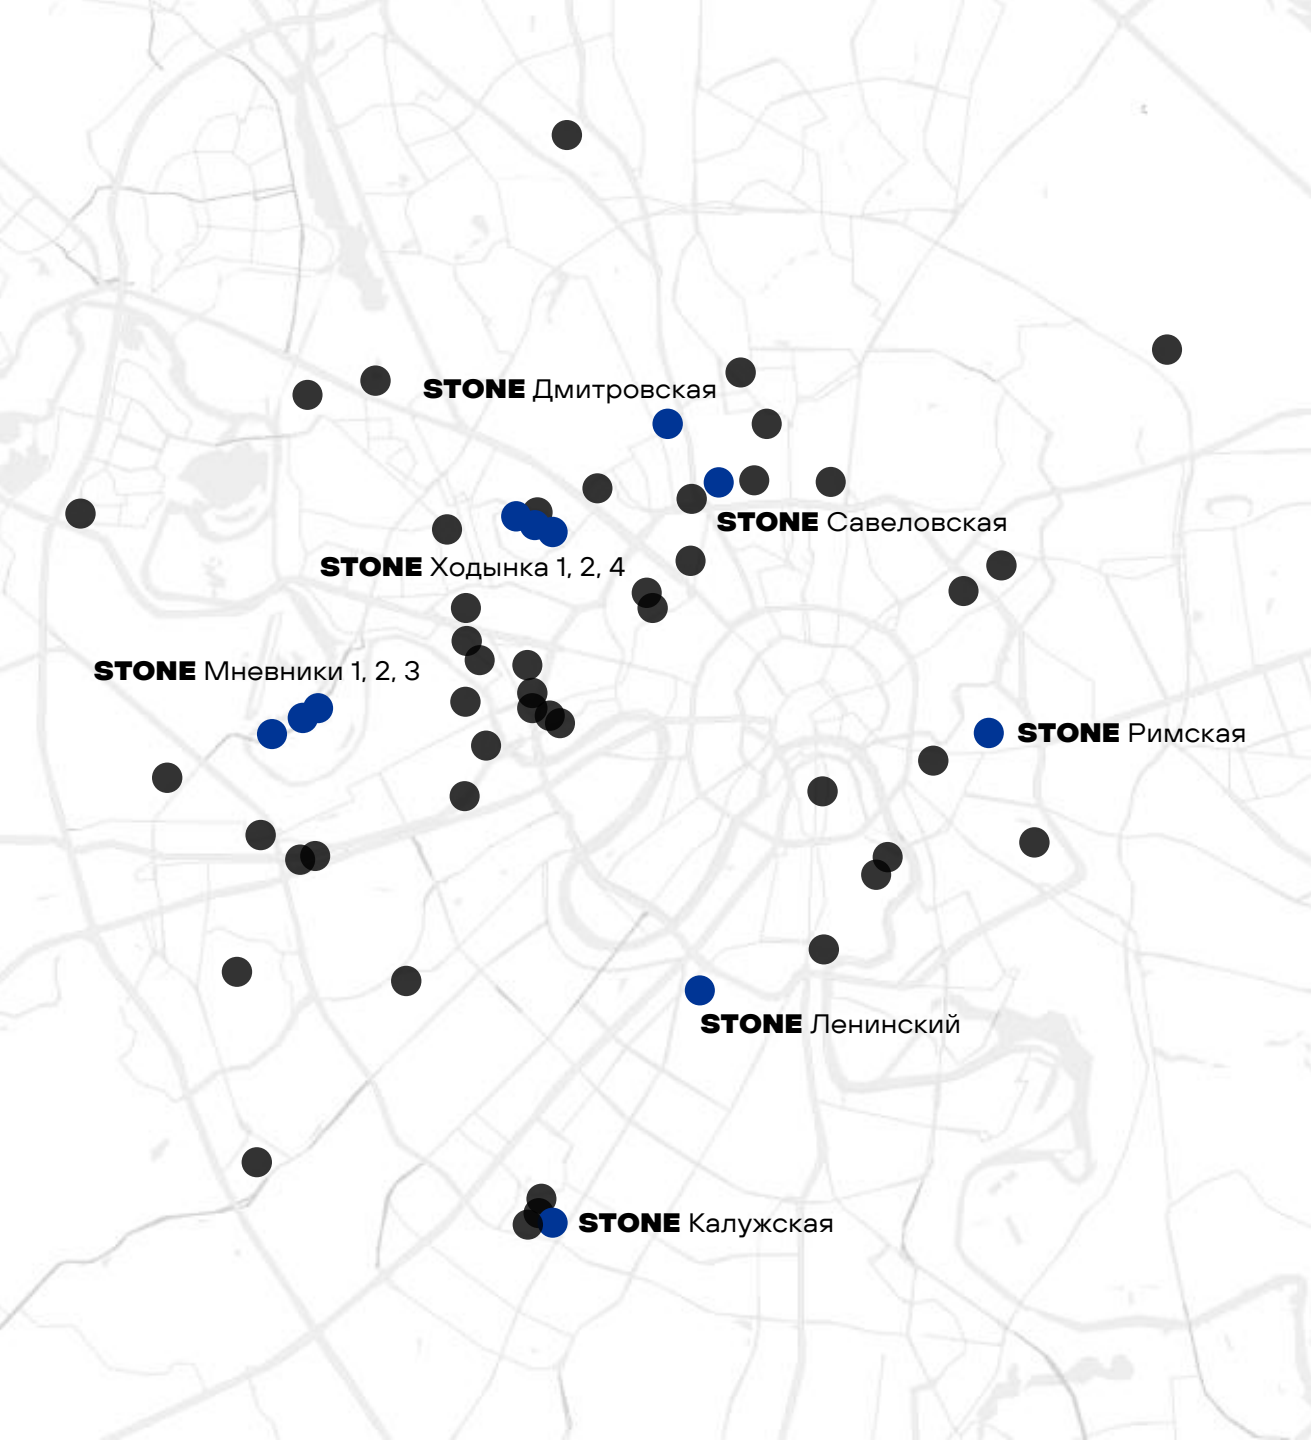 STONE Дмитровская
STONE Савеловская
STONE Ходынка 1, 2, 4
STONE Мневники 1, 2, 3
STONE Римская
STONE Ленинский
STONE Калужская